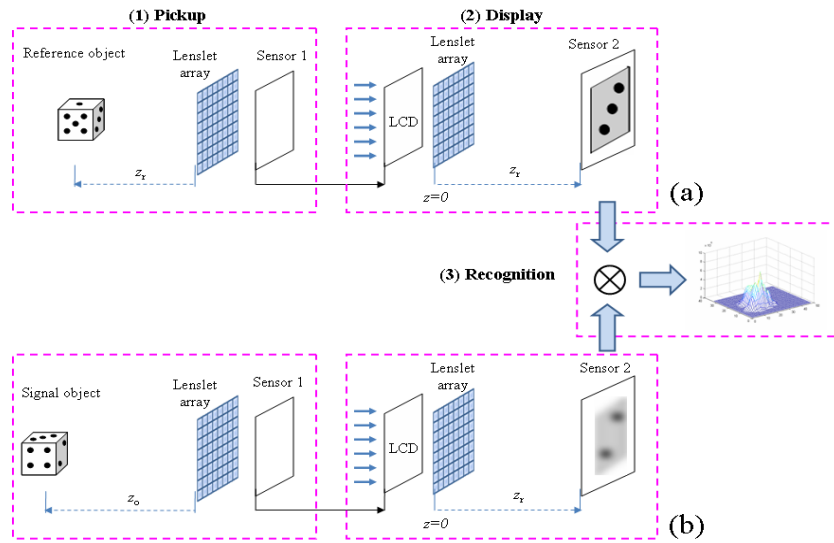 (1) Pickup
(2) Display
Reference object
Lenslet
array
Sensor 1
Lenslet
array
Sensor 2
LCD
z_r
z=0
z_r
(a)
(3) Recognition
Signal object
Lenslet
array
Sensor 1
Lenslet
array
Sensor 2
LCD
z_o
z=0
z_r
(b)